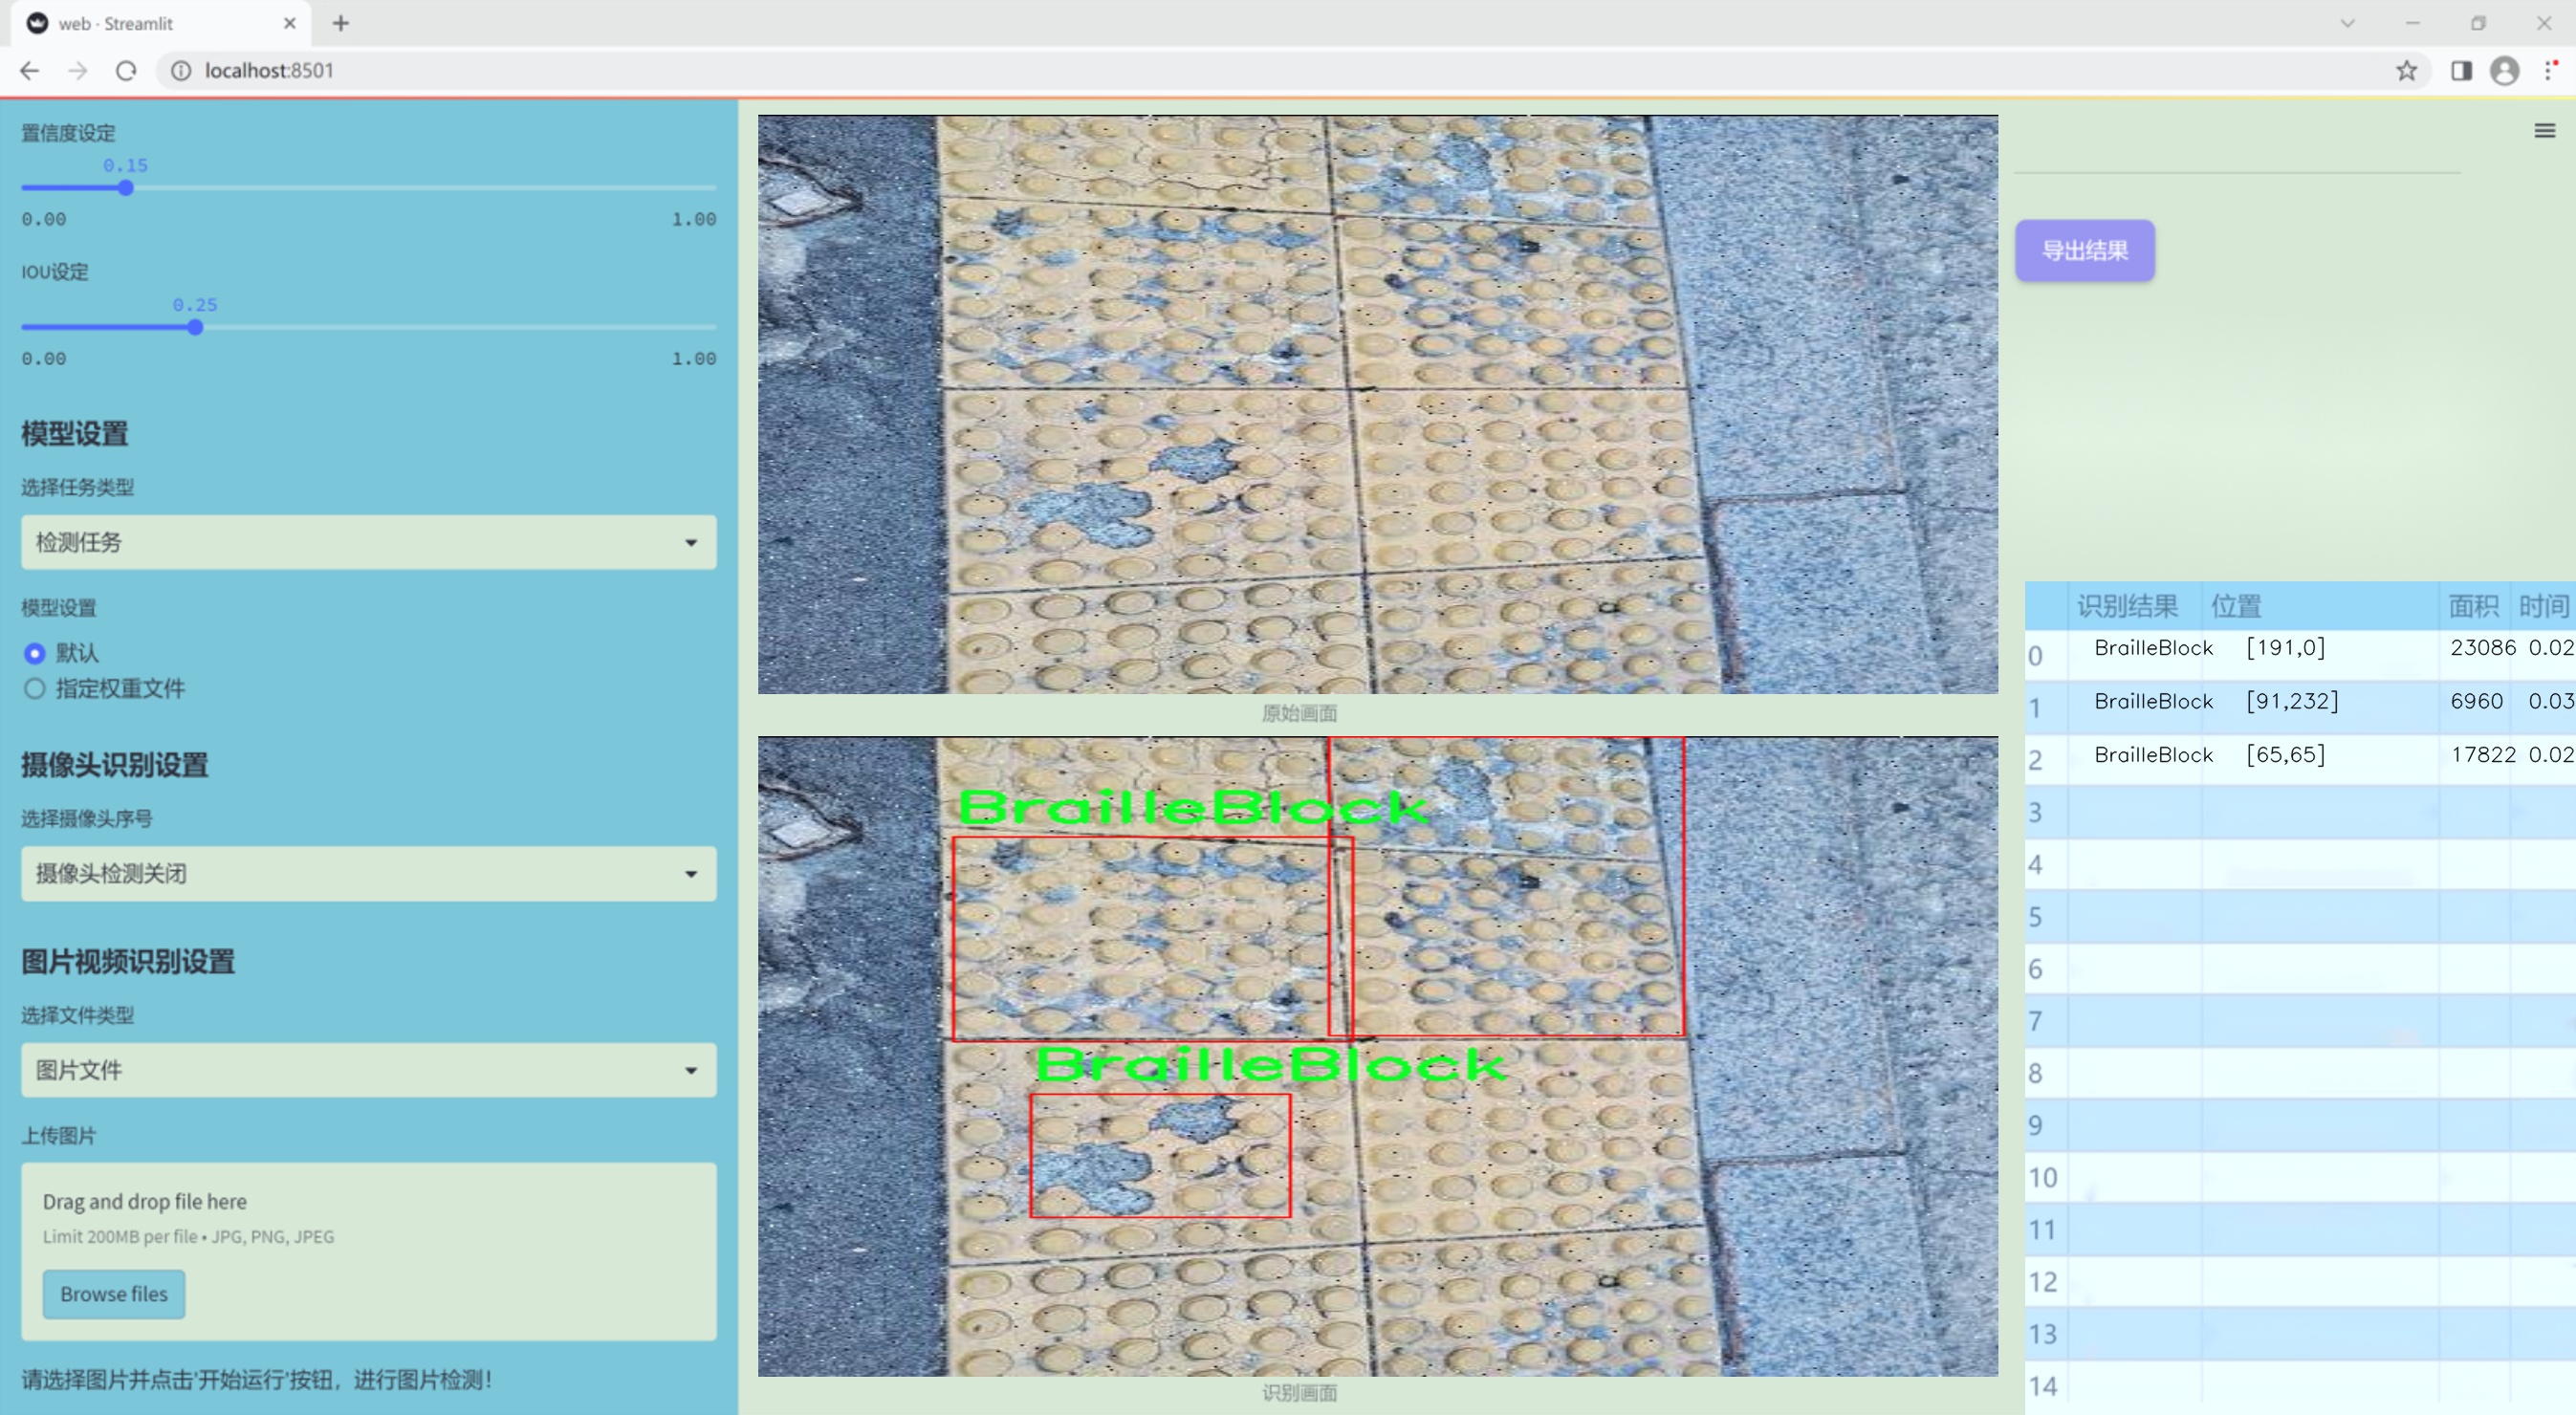 web · Streamlit
localhost:8501
置信度设定
0.15
0.00 1.00
IOU设定
0.25
0.00 1.00
模型设置
选择任务类型
检测任务
模型设置
默认
指定权重文件
摄像头识别设置
选择摄像头序号
摄像头检测关闭
图片视频识别设置
选择文件类型
图片文件
上传图片
Drag and drop file here
Limit 200MB per file • JPG, PNG, JPEG
Browse files
请选择图片并点击'开始运行'按钮，进行图片检测！
原始画面
BrailleBlock
BrailleBlock
识别画面
导出结果
识别结果 位置 面积 时间
0 BrailleBlock [191,0] 23086 0.02
1 BrailleBlock [91,232] 6960 0.03
2 BrailleBlock [65,65] 17822 0.02
3
4
5
6
7
8
9
10
11
12
13
14